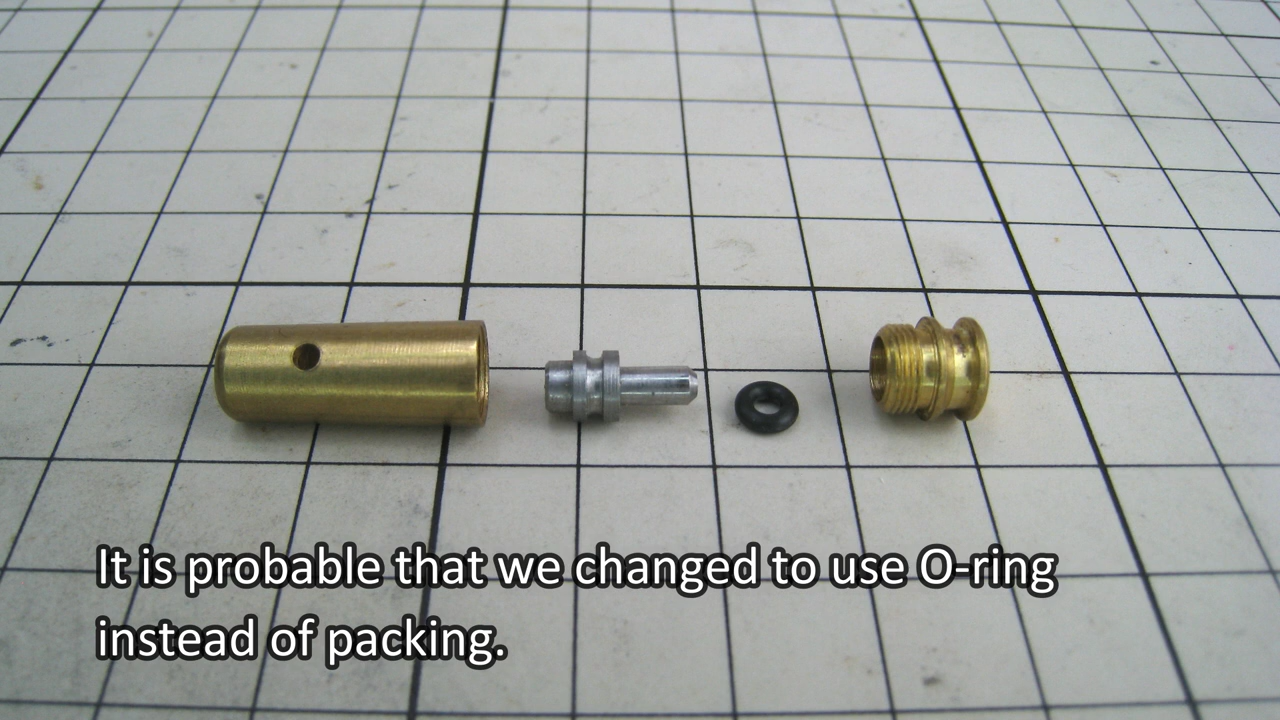 It is probable that we changed to use O-ring
instead of packing.